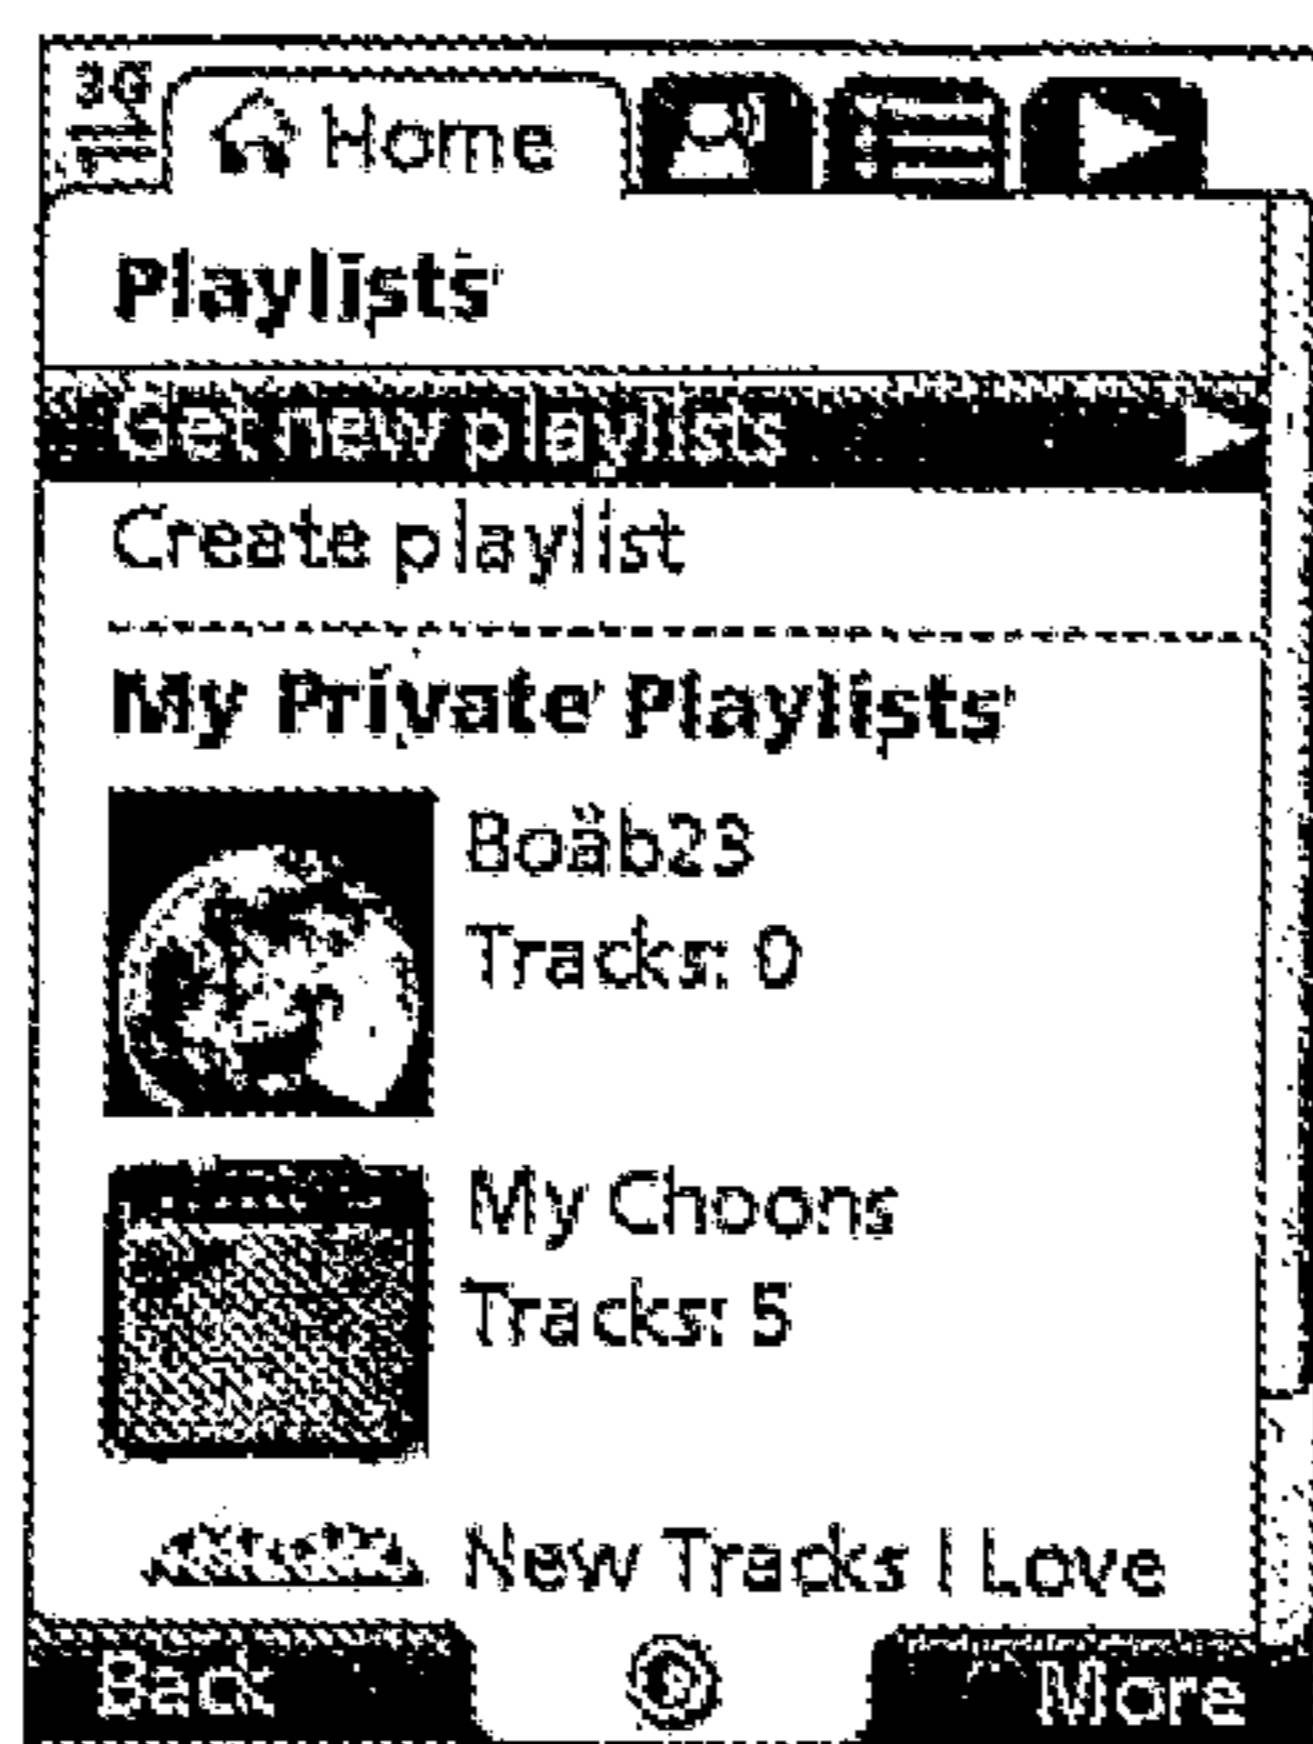 3G
Home
Playlists
Get new playlists
Create playlist
My Private Playlists
Boäb23
Tracks: 0
My Choons
Tracks: 5
New Tracks I Love
Back
More